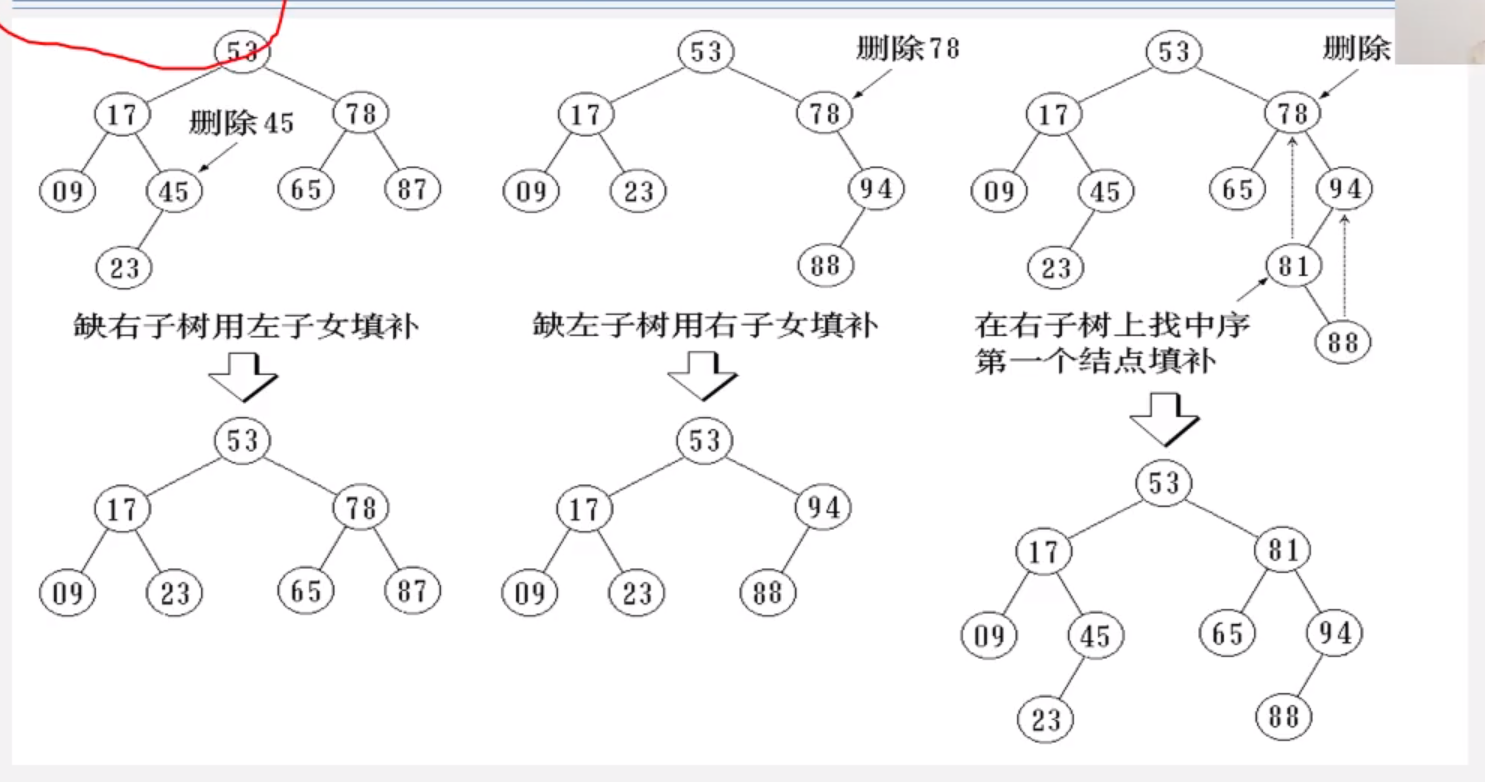 53
17 删除45 78
09 45 65 87
23
缺右子树用左子女填补
53
17 78
09 23 65 87
53 删除78
17 78
09 23 94
88
缺左子树用右子女填补
53
17 94
09 23 88
53 删除
17 78
09 45 65 94
23 81
88
在右子树上找中序
第一个结点填补
53
17 81
09 45 65 94
23 88